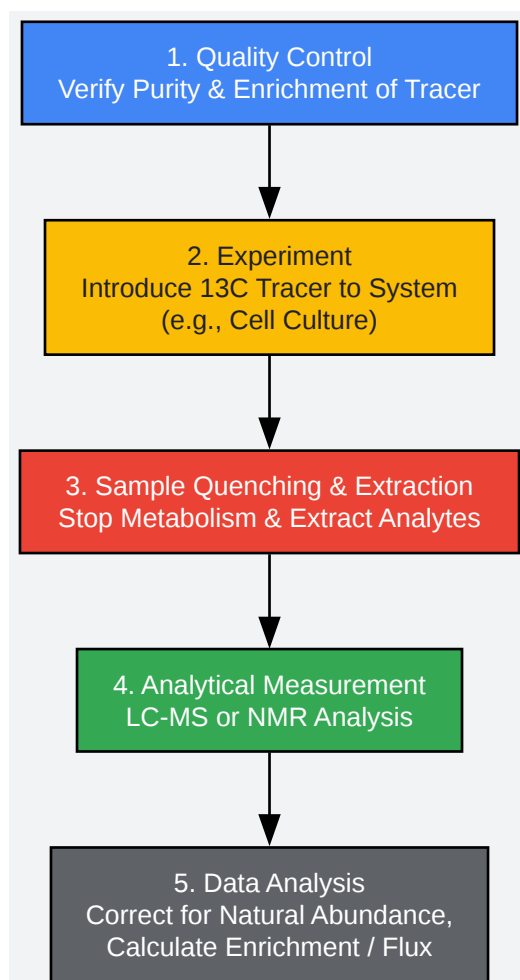 1. Quality Control
Verify Purity & Enrichment of Tracer
2. Experiment
Introduce 13C Tracer to System
(e.g., Cell Culture)
3. Sample Quenching & Extraction
Stop Metabolism & Extract Analytes
4. Analytical Measurement
LC-MS or NMR Analysis
5. Data Analysis
Correct for Natural Abundance,
Calculate Enrichment / Flux